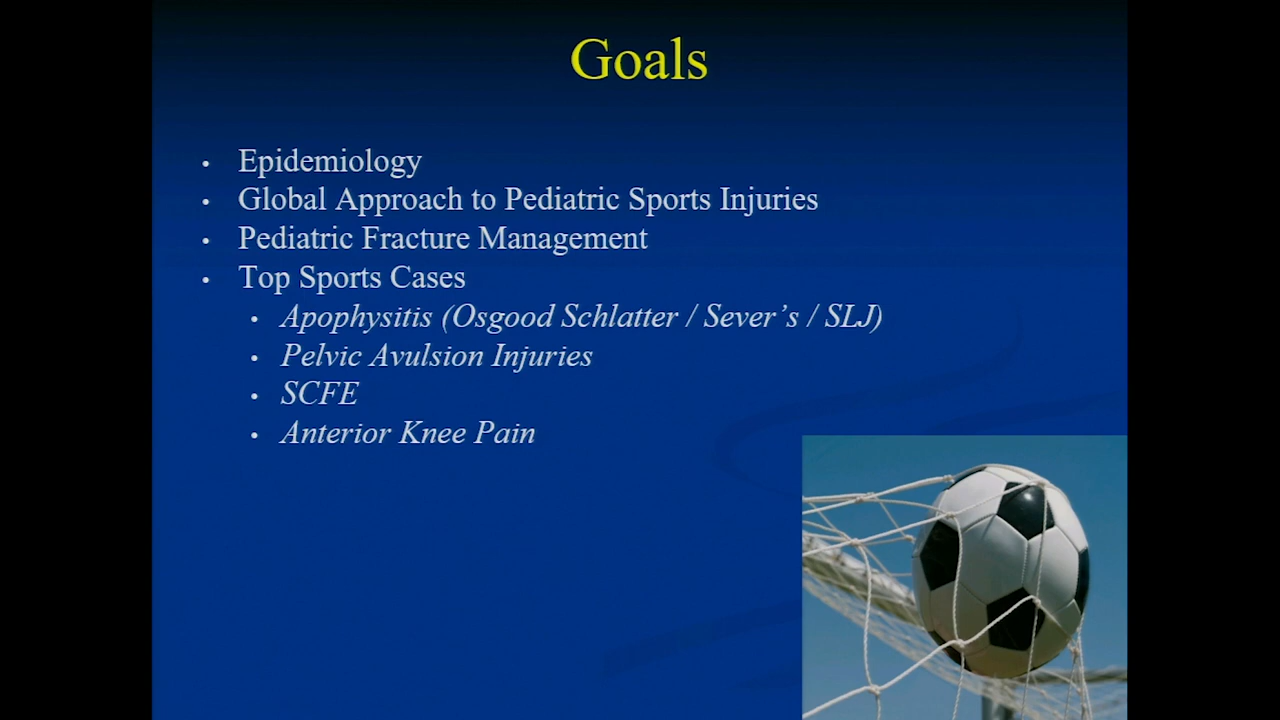 Goals
• Epidemiology
• Global Approach to Pediatric Sports Injuries
• Pediatric Fracture Management
• Top Sports Cases
• Apophysitis (Osgood Schlatter / Sever's / SLJ)
• Pelvic Avulsion Injuries
• SCFE
• Anterior Knee Pain